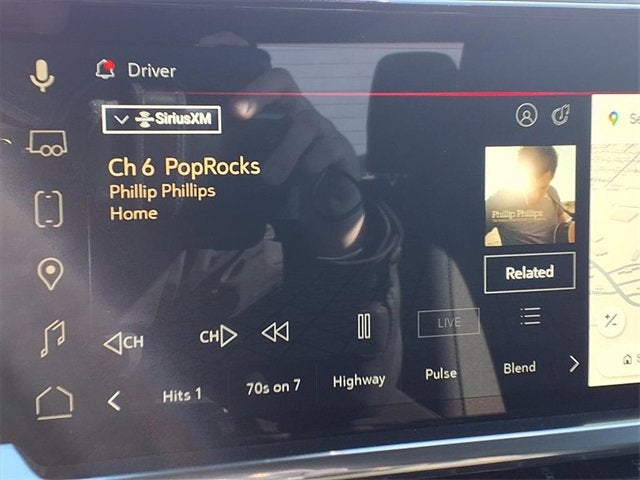 Driver
SiriusXM
Ch 6 PopRocks
Phillip Phillips
Home
Phillip Phillips
Related
CH
CH
LIVE
Hits 1
70s on 7
Highway
Pulse
Blend
Se
S